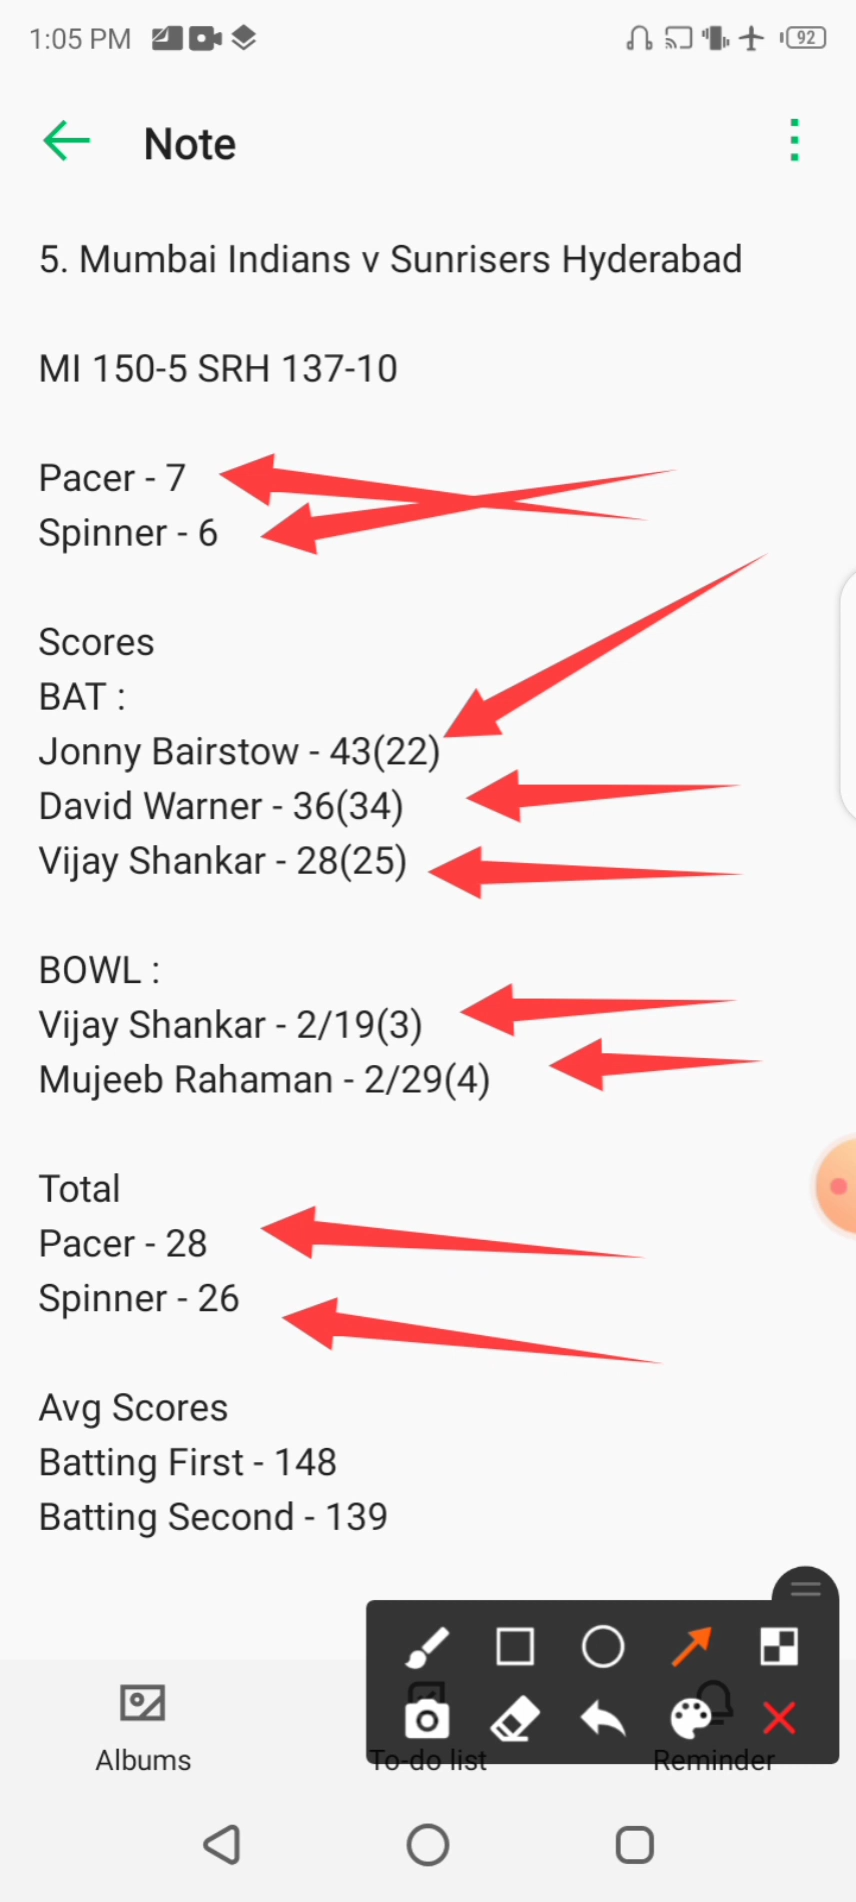 1:05 PM
92
Note
5. Mumbai Indians v Sunrisers Hyderabad
MI 150-5 SRH 137-10
Pacer - 7
Spinner - 6
Scores
BAT :
Jonny Bairstow - 43(22)
David Warner - 36(34)
Vijay Shankar - 28(25)
BOWL :
Vijay Shankar - 2/19(3)
Mujeeb Rahaman - 2/29(4)
Total
Pacer - 28
Spinner - 26
Avg Scores
Batting First - 148
Batting Second - 139
Albums
To-do list
Reminder